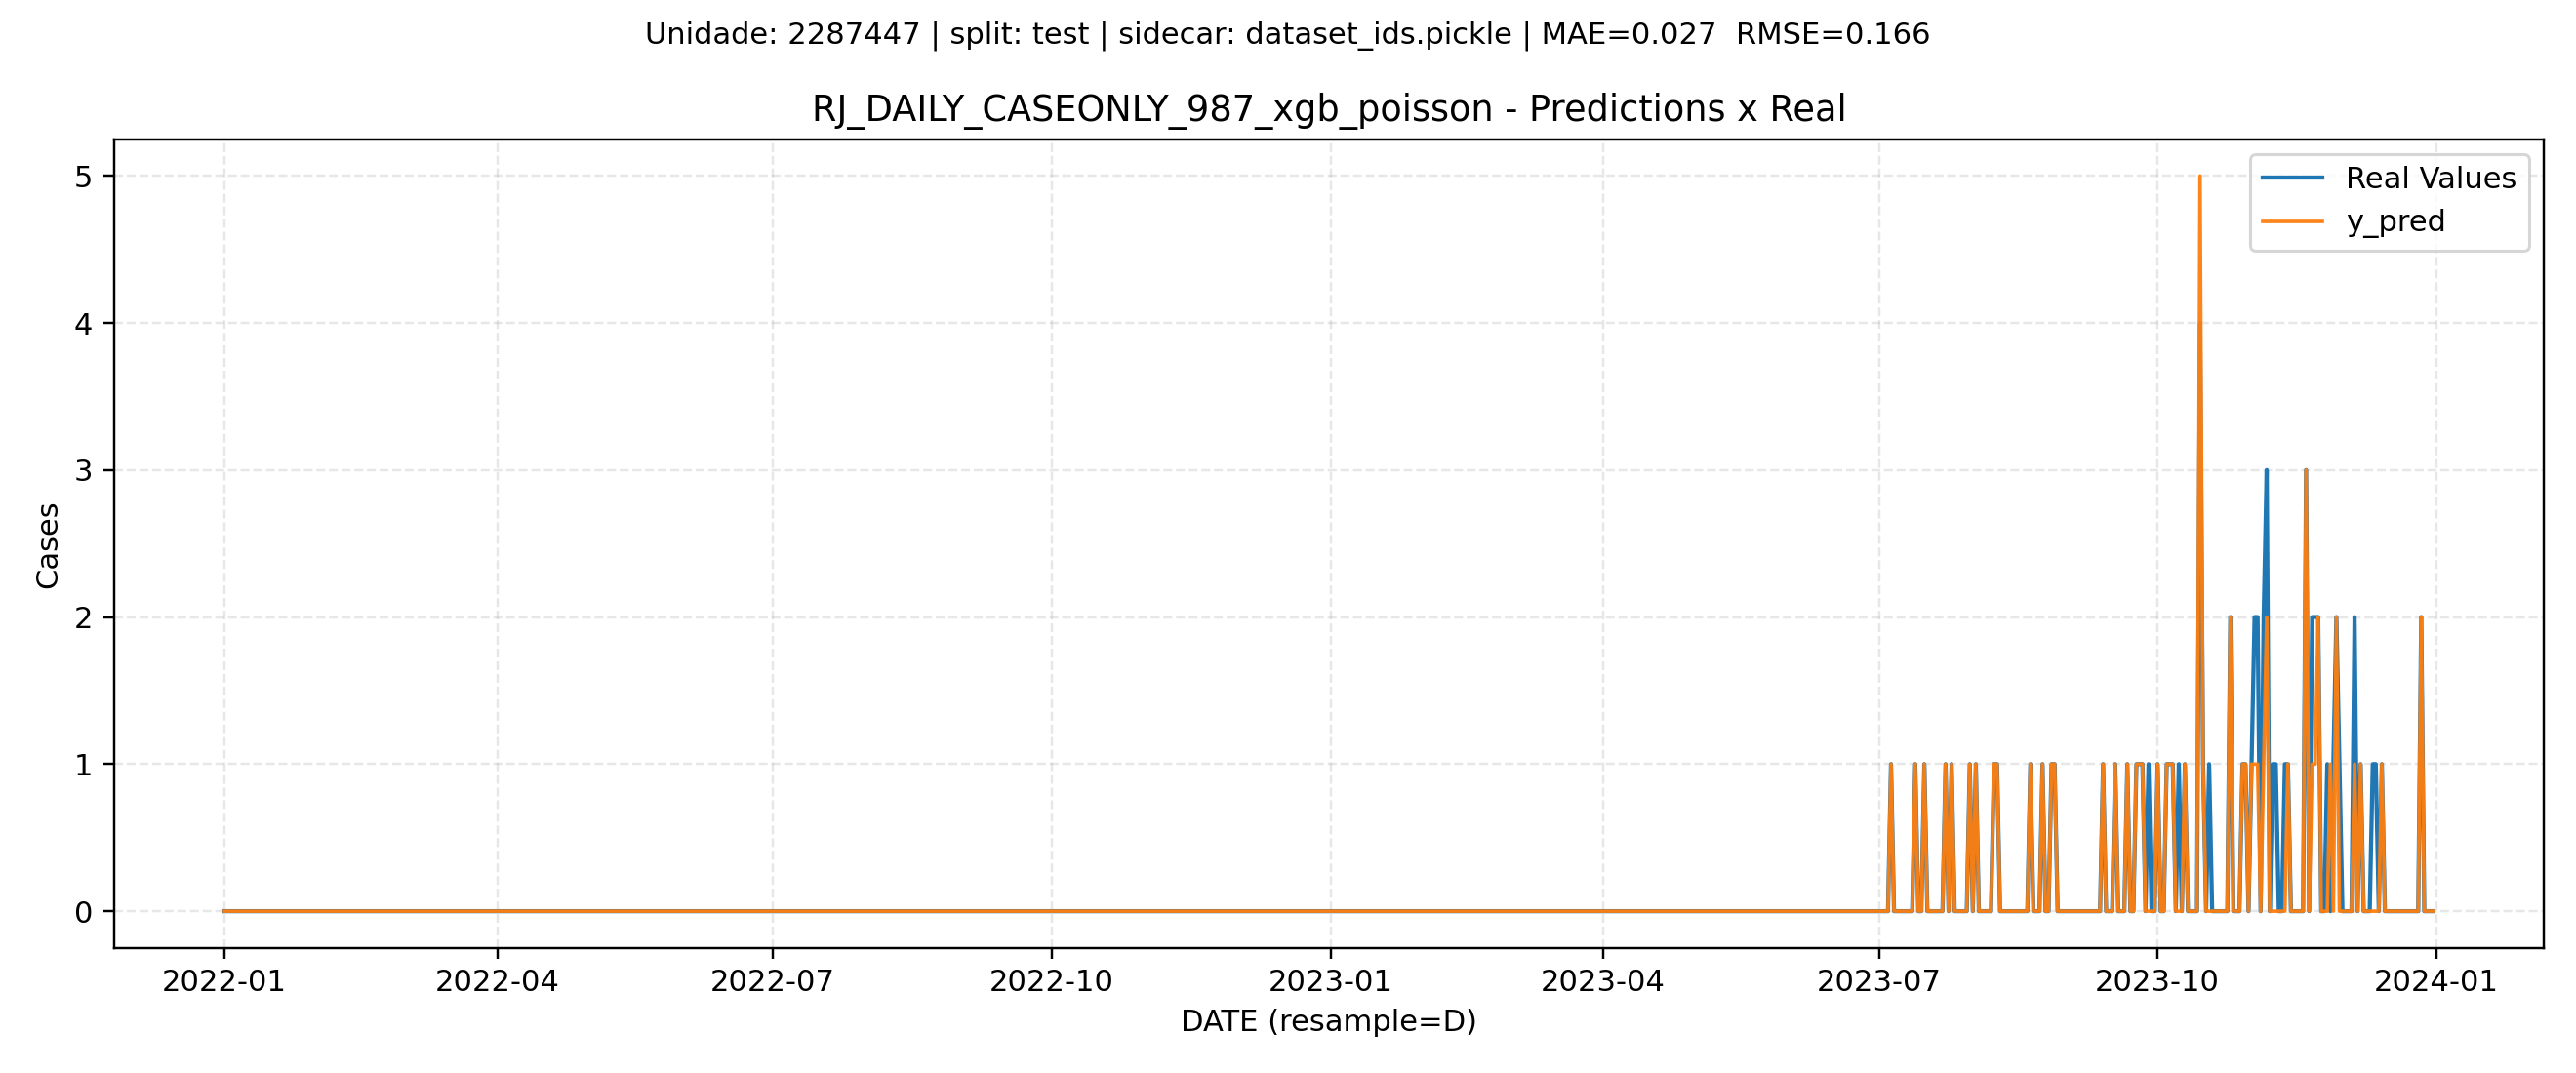 Unidade: 2287447 | split: test | sidecar: dataset_ids.pickle | MAE=0.027  RMSE=0.166
RJ_DAILY_CASEONLY_987_xgb_poisson - Predictions x Real
Real Values
y_pred
5
4
3
2
1
0
Cases
2022-01
2022-04
2022-07
2022-10
2023-01
2023-04
2023-07
2023-10
2024-01
DATE (resample=D)